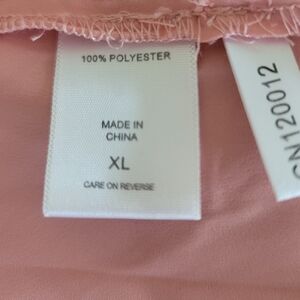 100% POLYESTER
MADE IN
CHINA
XL
CARE ON REVERSE
CN120012